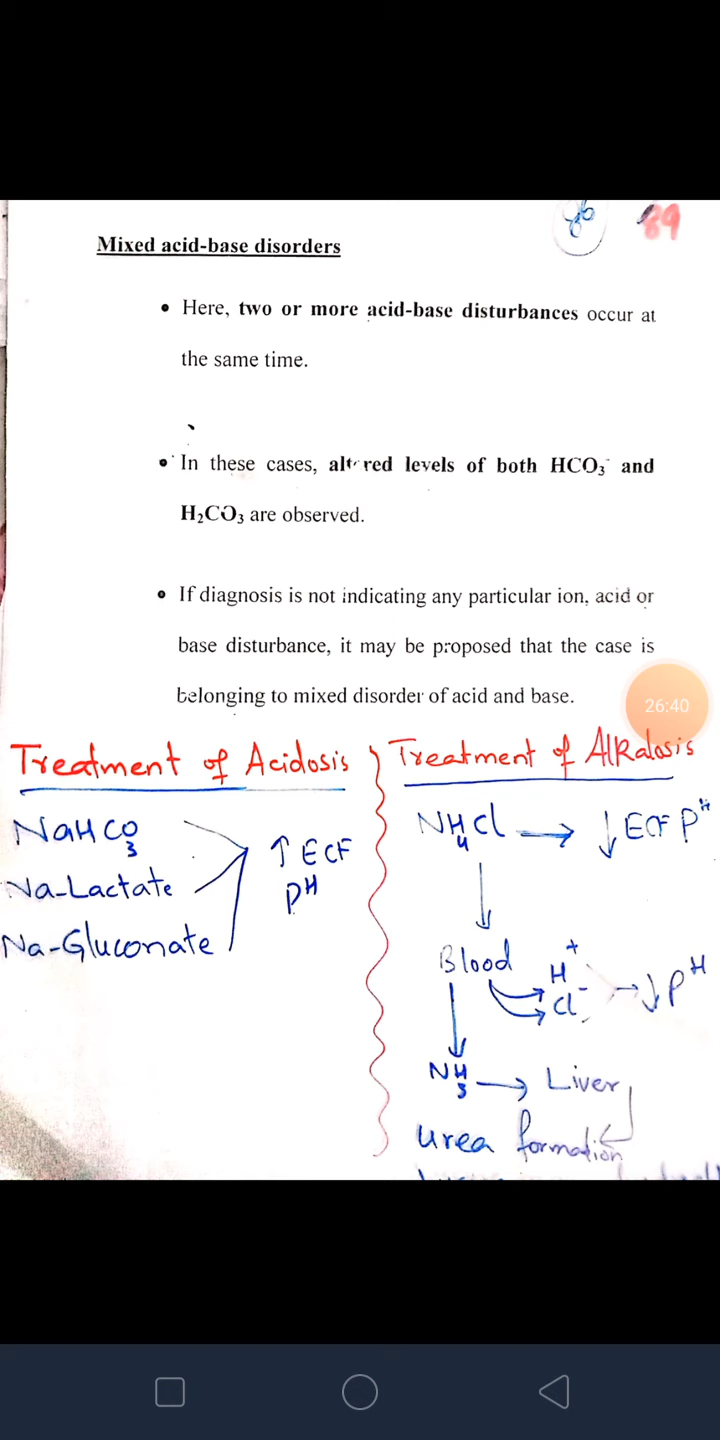 86 89
Mixed acid-base disorders
• Here, two or more acid-base disturbances occur at
the same time.
• In these cases, altered levels of both HCO₃⁻ and
H₂CO₃ are observed.
• If diagnosis is not indicating any particular ion, acid or
base disturbance, it may be proposed that the case is
belonging to mixed disorder of acid and base.
26:40
Treatment of Acidosis
NaHCO₃
Na-Lactate
Na-Gluconate
↑ ECF
pH
Treatment of Alkalosis
NH₄Cl → ↓ ECF pH
↓
Blood H⁺
Cl⁻ → ↓ pH
↓
NH₃ → Liver
Urea formation